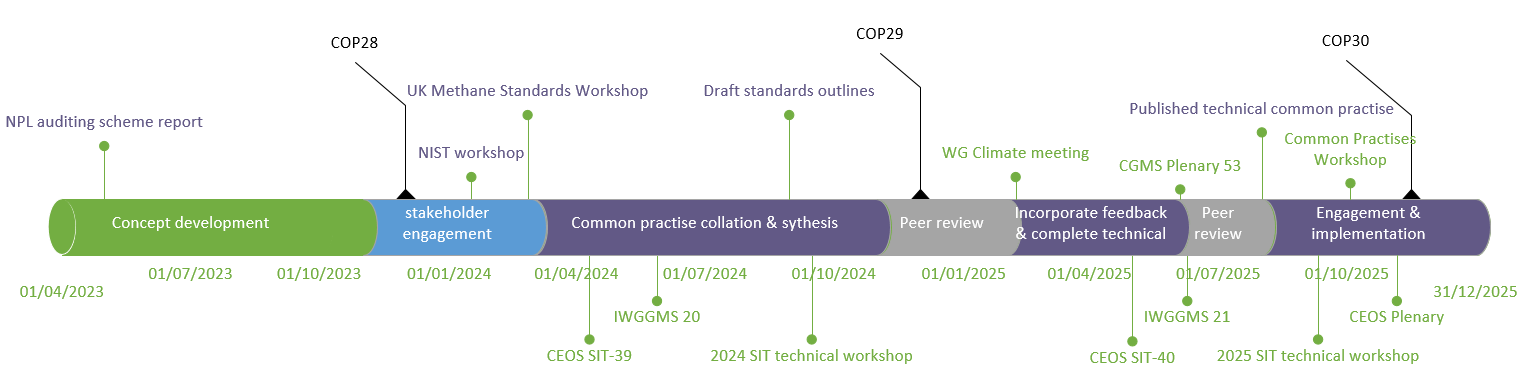 COP28
COP29
COP30
UK Methane Standards Workshop
Draft standards outlines
Published technical common practise
NPL auditing scheme report
NIST workshop
WG Climate meeting
CGMS Plenary 53
Common Practises
Workshop
Concept development
stakeholder
engagement
Common practise collation & sythesis
Peer review
Incorporate feedback
& complete technical
Peer
review
Engagement &
implementation
01/04/2023
01/07/2023
01/10/2023
01/01/2024
01/04/2024
01/07/2024
01/10/2024
01/01/2025
01/04/2025
01/07/2025
01/10/2025
31/12/2025
IWGGMS 20
IWGGMS 21
CEOS Plenary
CEOS SIT-39
2024 SIT technical workshop
CEOS SIT-40
2025 SIT technical workshop